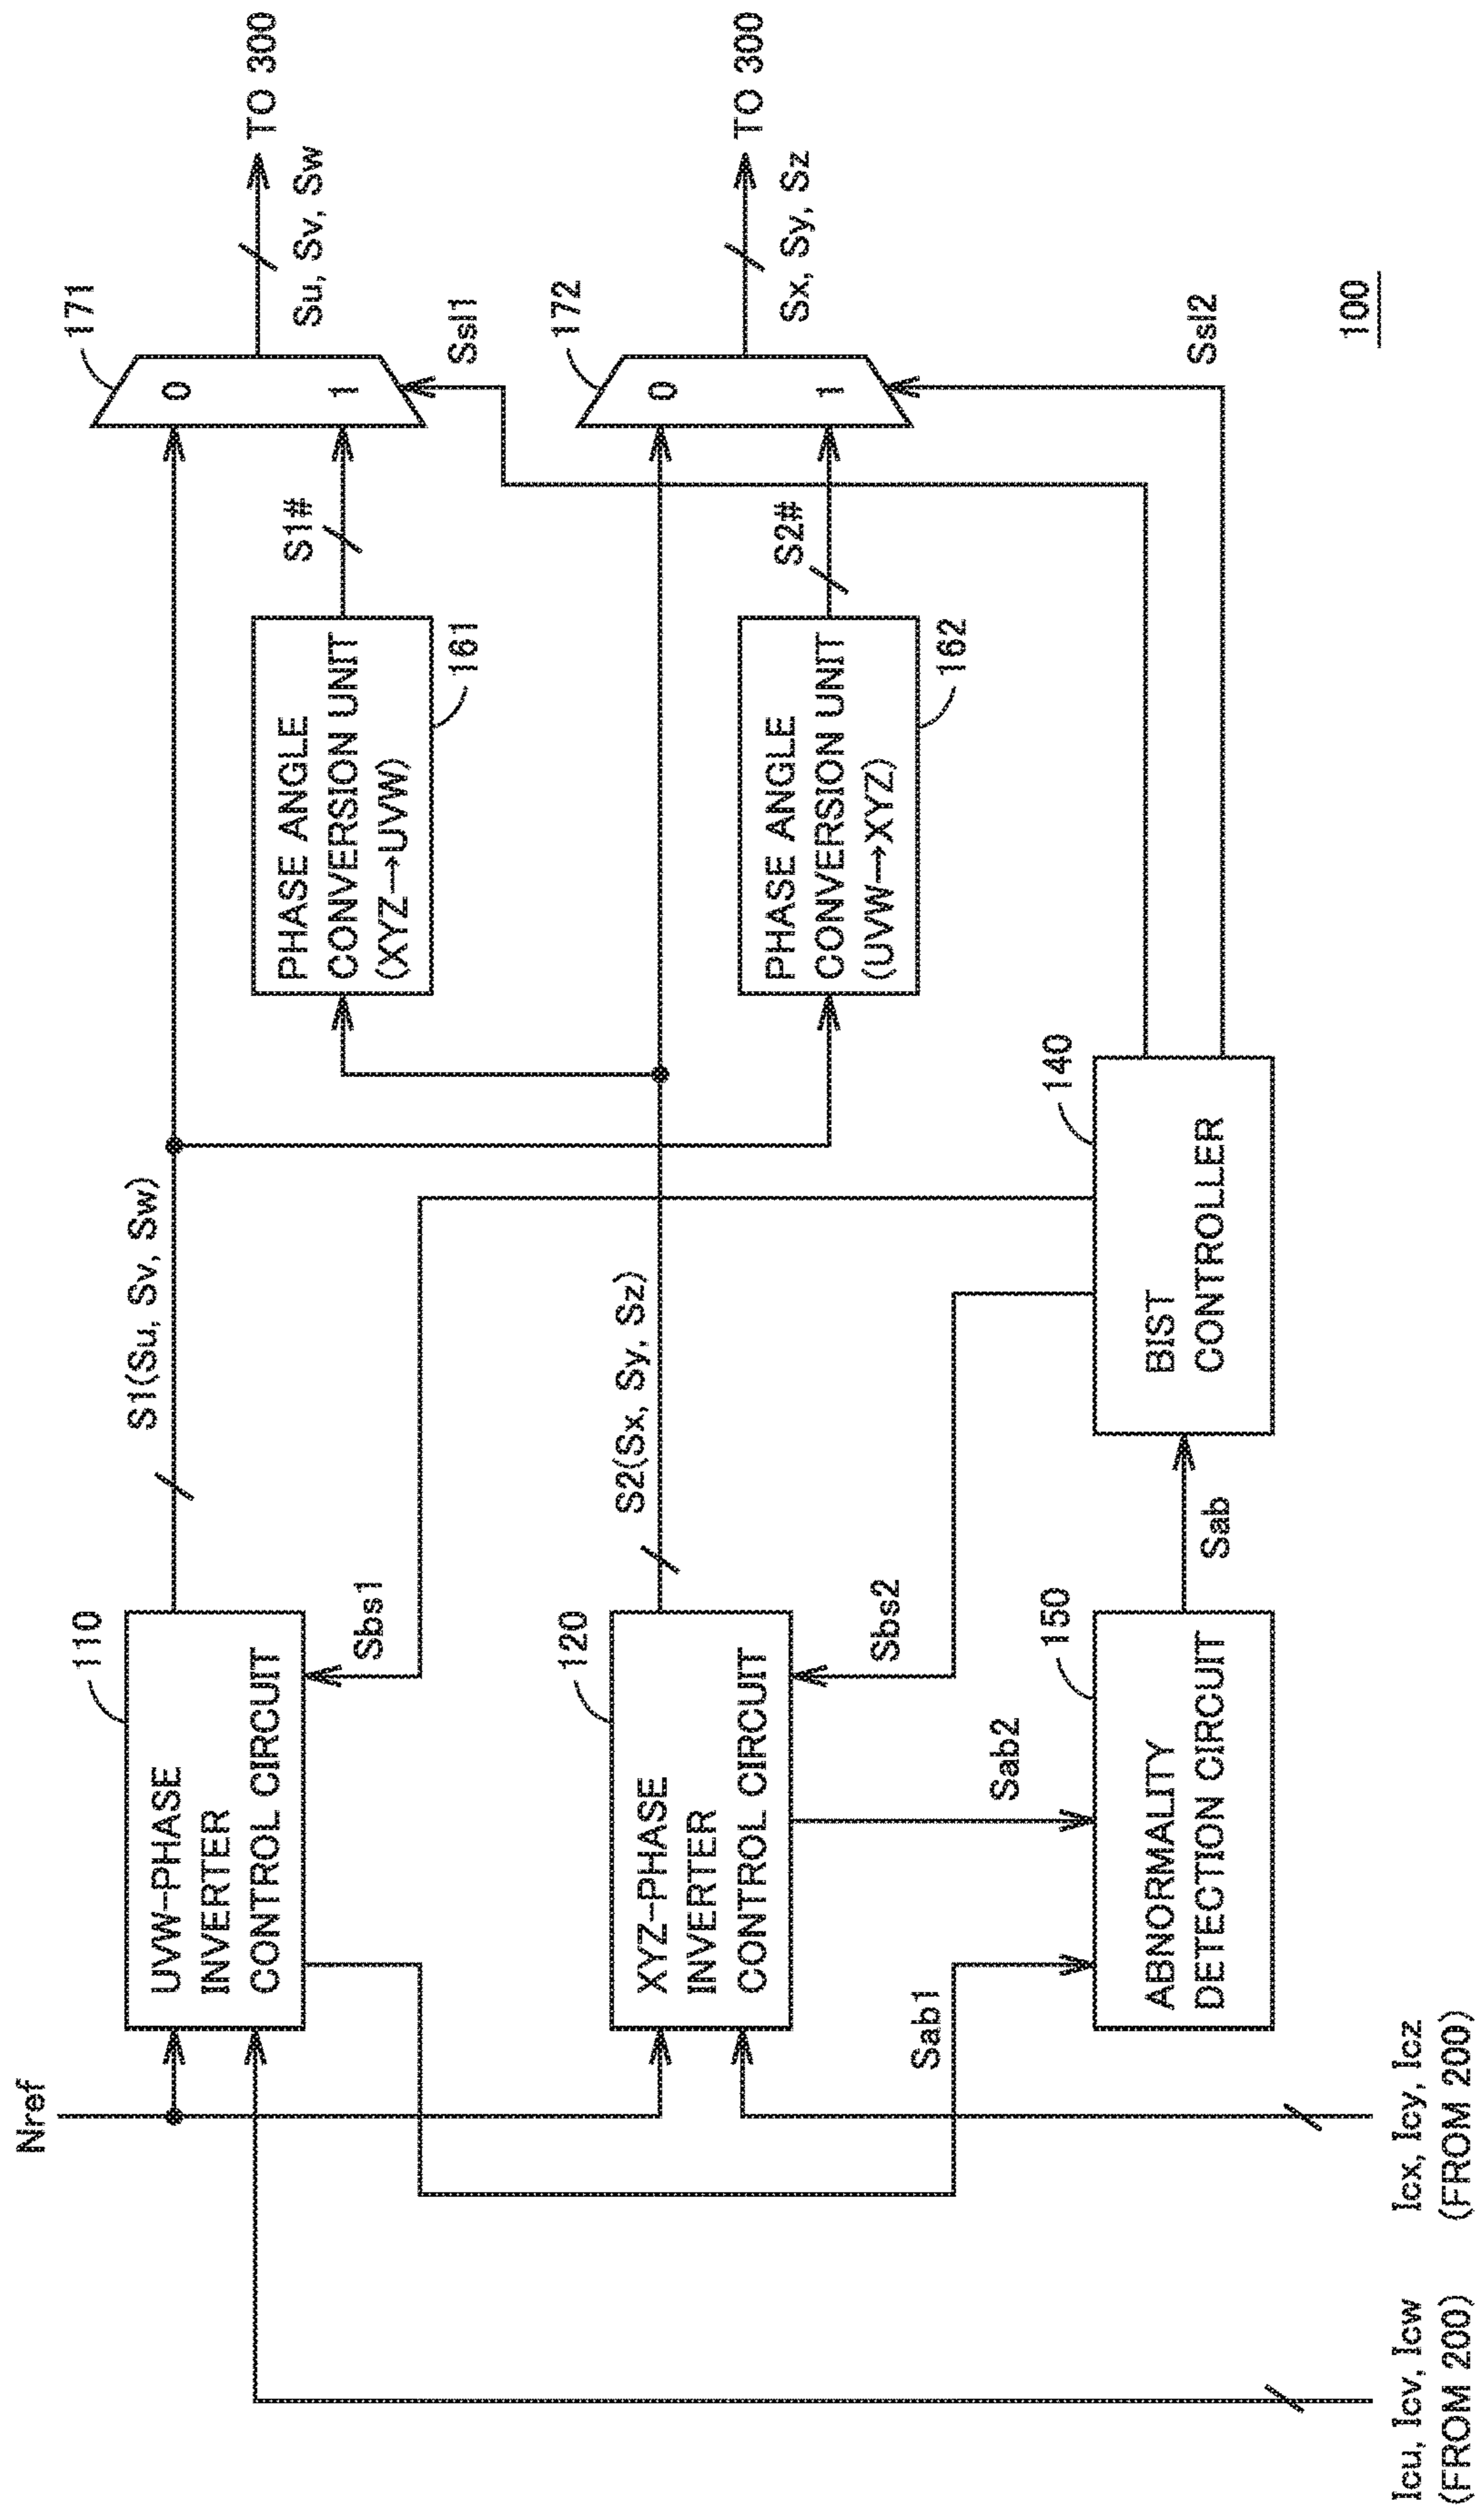 Nref
110
UVW-PHASE
INVERTER
CONTROL CIRCUIT
S1(Su, Sv, Sw)
171
0
1
TO 300
Su, Sv, Sw
Sbs1
PHASE ANGLE
CONVERSION UNIT
(XYZ→UVW)
161
S1#
Ssl1
120
XYZ-PHASE
INVERTER
CONTROL CIRCUIT
S2(Sx, Sy, Sz)
172
0
1
TO 300
Sx, Sy, Sz
Sbs2
PHASE ANGLE
CONVERSION UNIT
(UVW→XYZ)
162
S2#
Sab1
Sab2
150
ABNORMALITY
DETECTION CIRCUIT
Sab
140
BIST
CONTROLLER
Ssl2
Icu, Icv, Icw
(FROM 200)
Icx, Icy, Icz
(FROM 200)
100